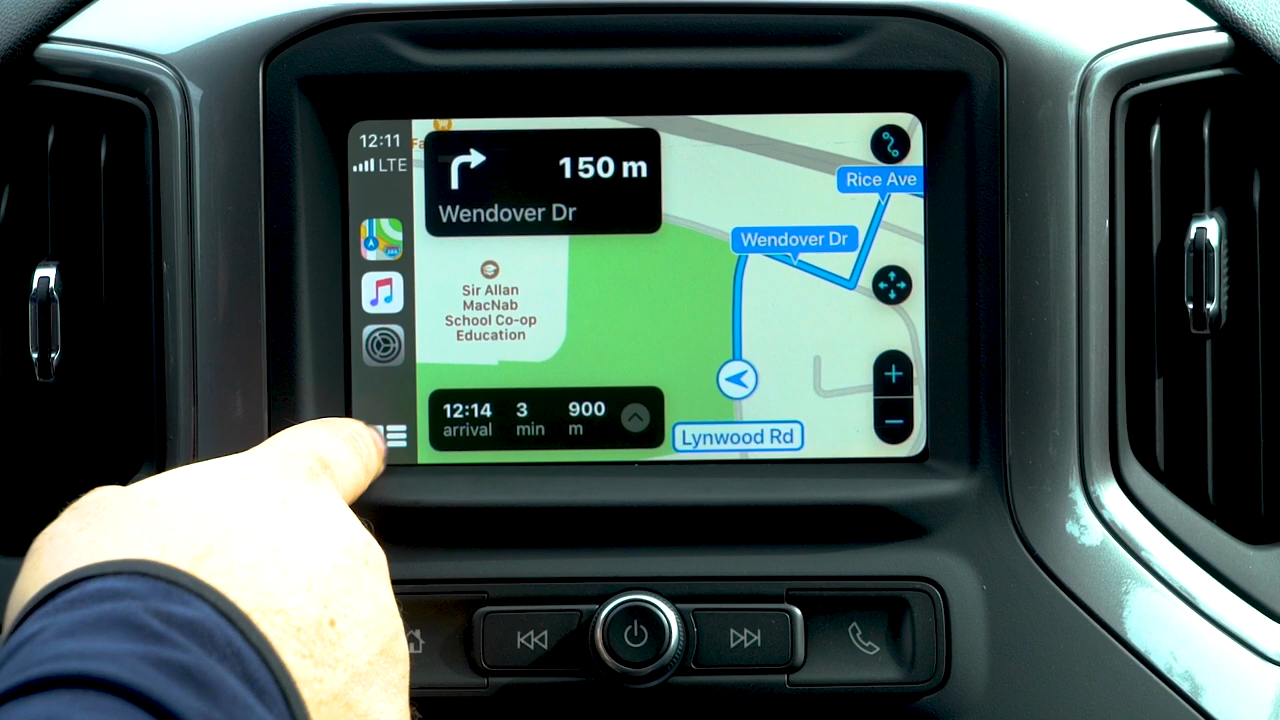 12:11
LTE
Fa
150 m
Wendover Dr
Rice Ave
Wendover Dr
Sir Allan
MacNab
School Co-op
Education
12:14 3 900
arrival min m
Lynwood Rd